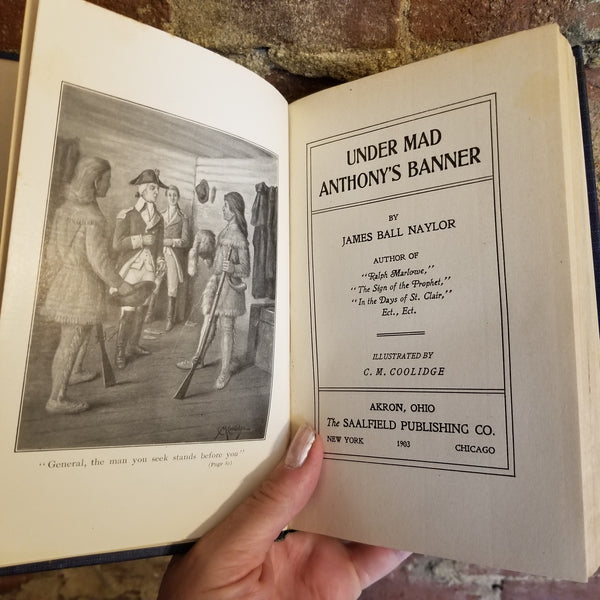 "General, the man you seek stands before you"
UNDER MAD
ANTHONY'S BANNER
BY
JAMES BALL NAYLOR
AUTHOR OF
"Ralph Marlowe,"
"The Sign of the Prophet,"
"In the Days of St. Clair,"
Ect., Ect.
ILLUSTRATED BY
C. M. COOLIDGE
AKRON, OHIO
The SAALFIELD PUBLISHING CO.
NEW YORK 1903 CHICAGO